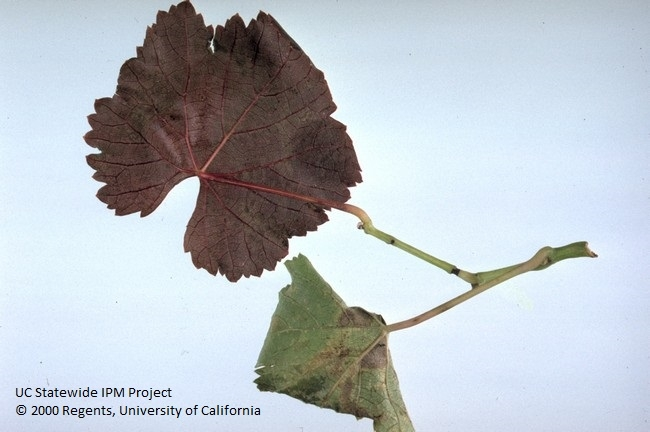 UC Statewide IPM Project
© 2000 Regents, University of California